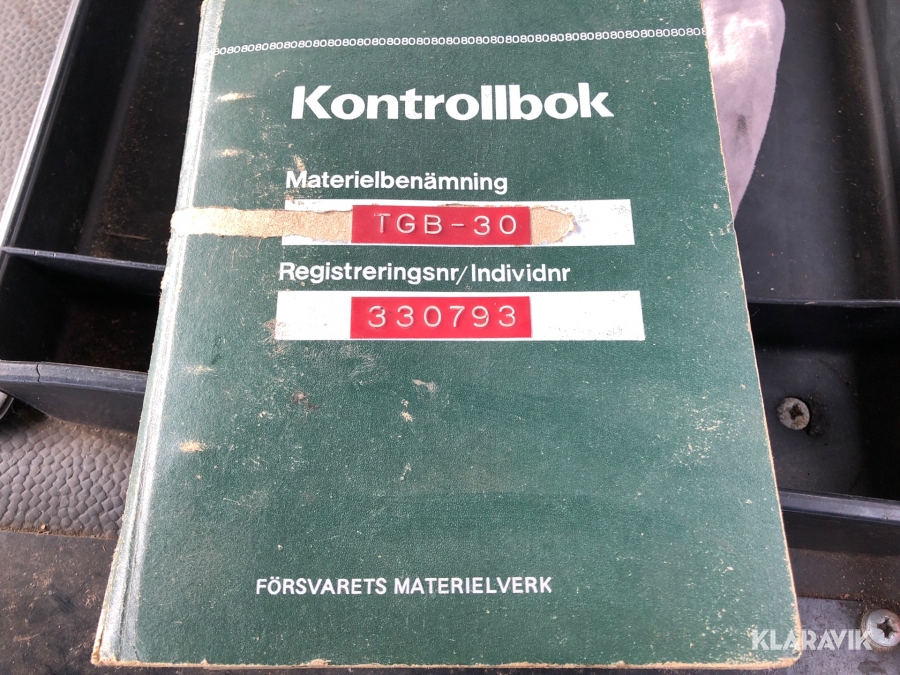 Kontrollbok
Materielbenämning
TGB-30
Registreringsnr/Individnr
330793
FÖRSVARETS MATERIELVERK
KLARAVIK